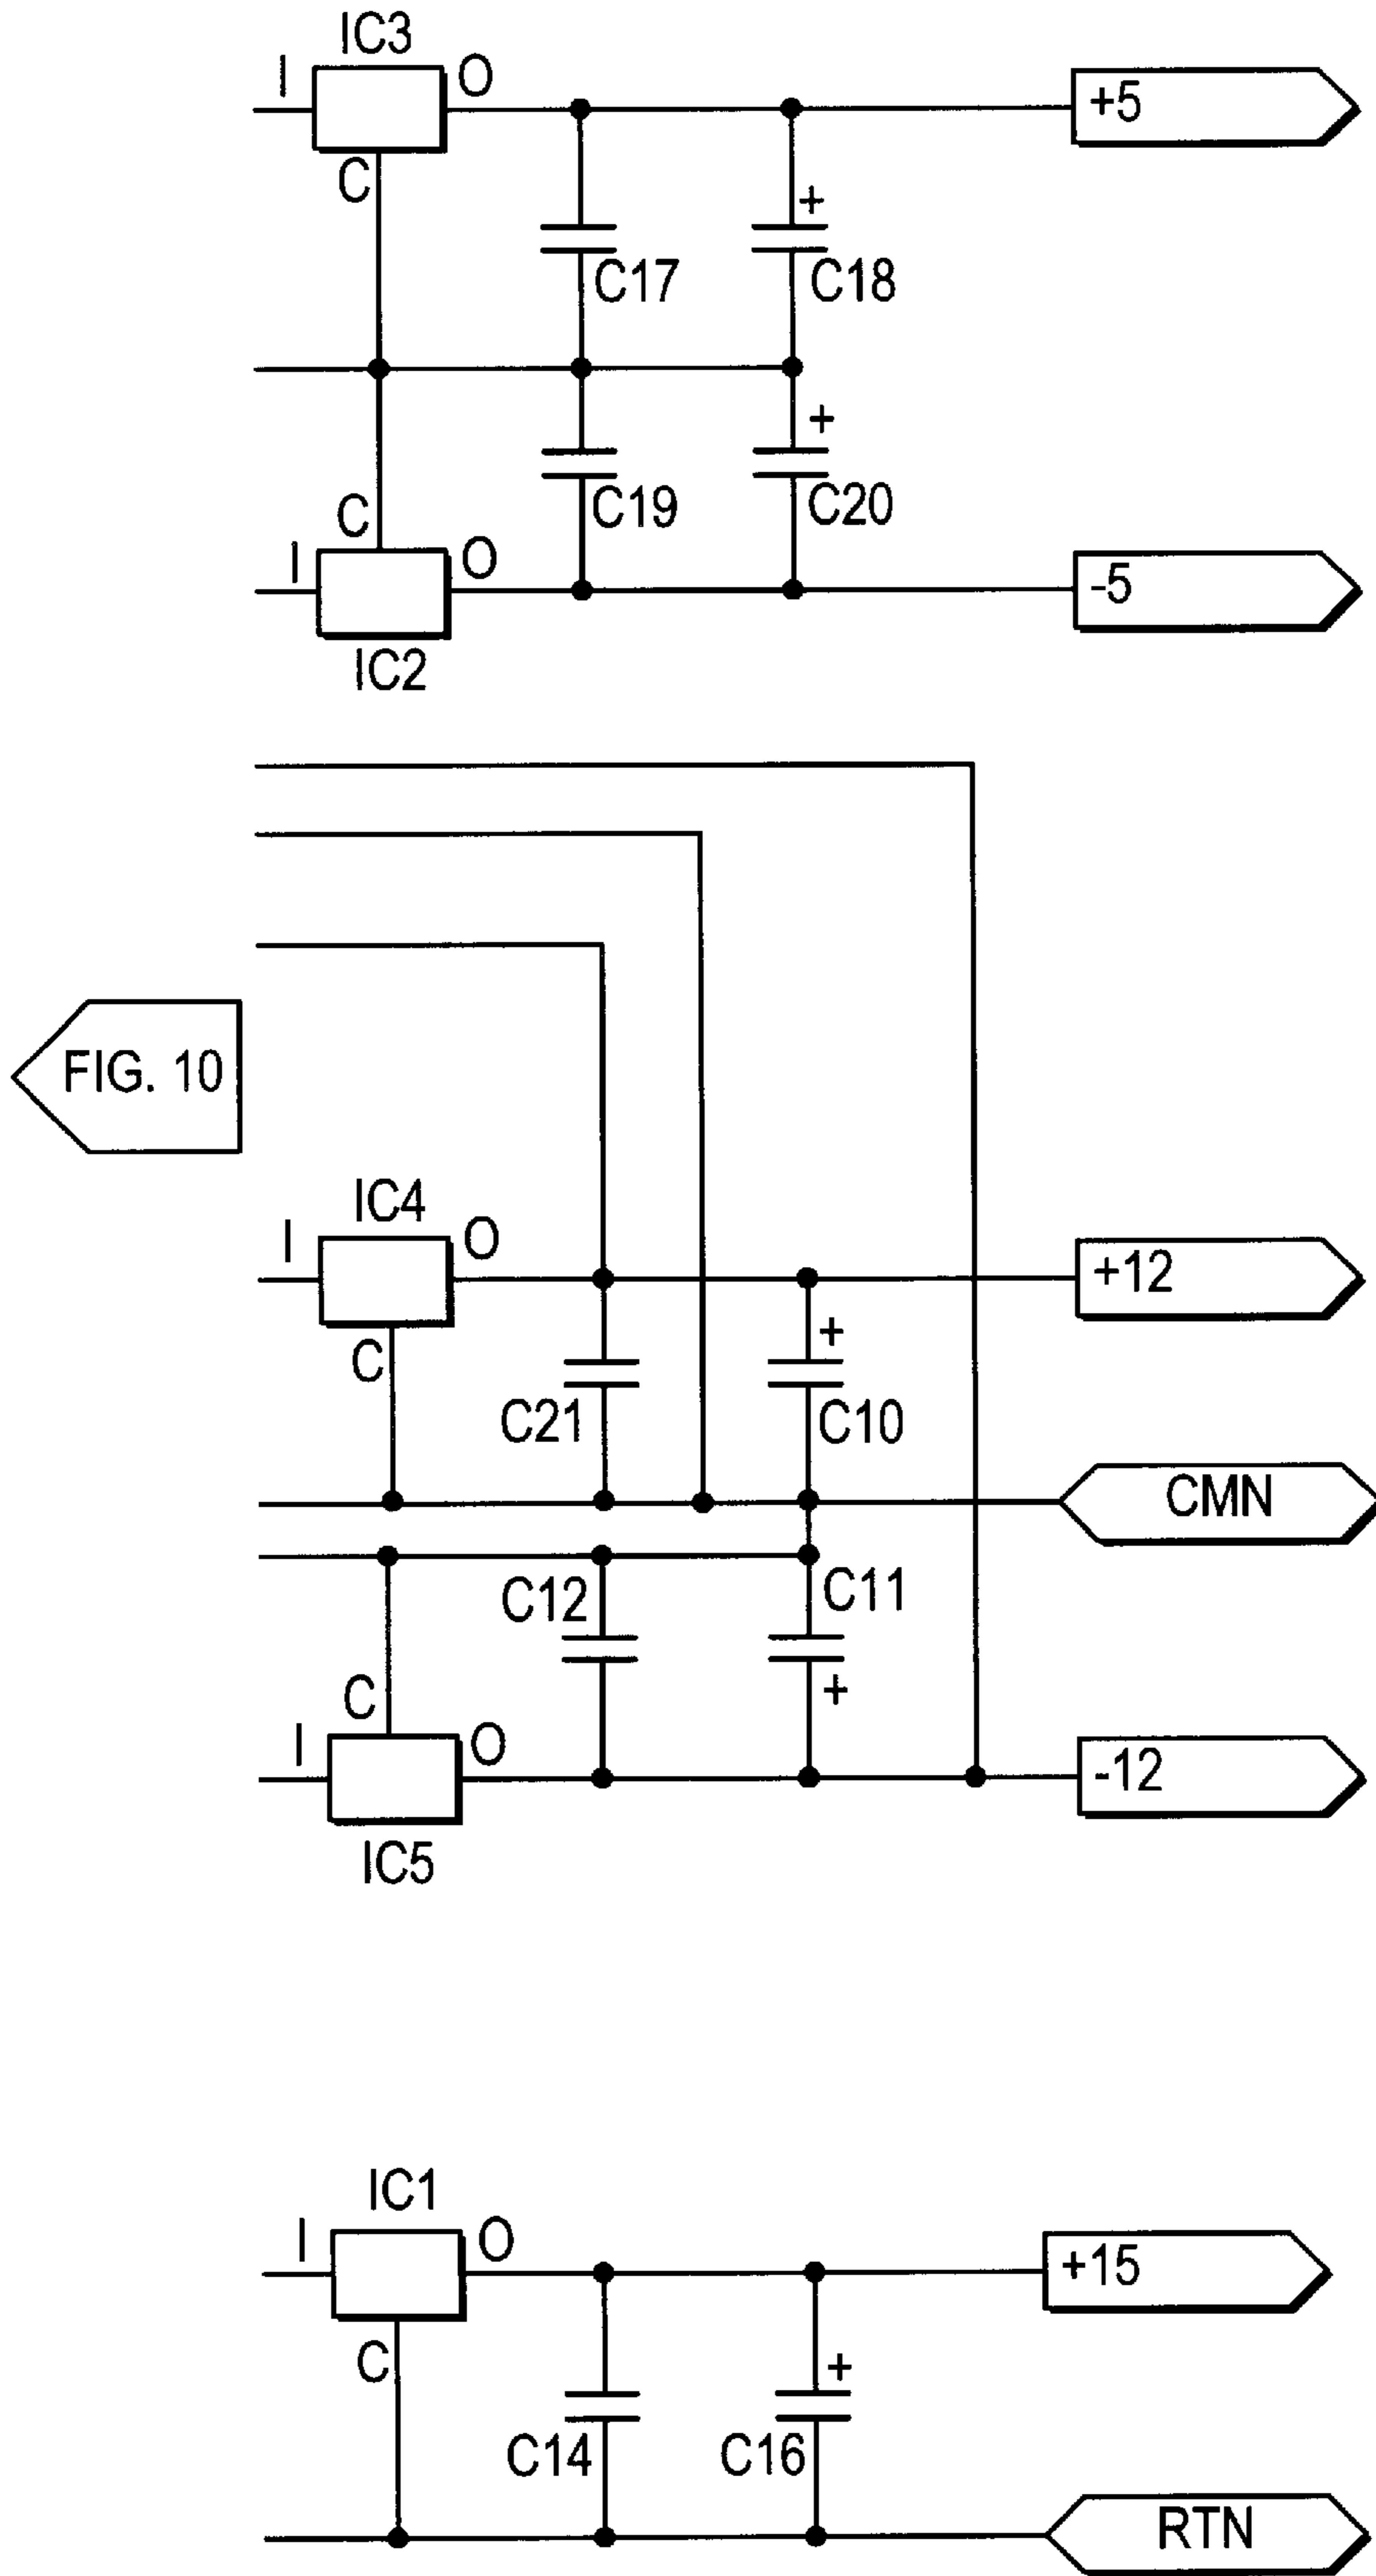 IC3
I
O
+5
C
+
C17
C18
+
C
C19
C20
I
O
-5
IC2
FIG. 10
IC4
I
O
+12
+
C
C21
C10
CMN
C12
C11
C
+
I
O
-12
IC5
IC1
I
O
+15
C
+
C14
C16
RTN